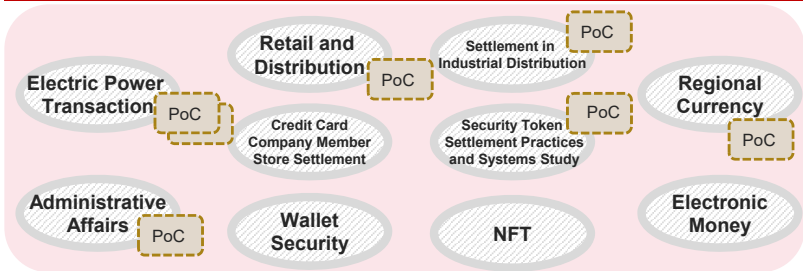 Electric Power
Transaction
PoC
Retail and
Distribution
PoC
Settlement in
Industrial Distribution
PoC
Regional
Currency
PoC
Credit Card
Company Member
Store Settlement
Security Token
Settlement Practices
and Systems Study
PoC
Administrative
Affairs
PoC
Wallet
Security
NFT
Electronic
Money